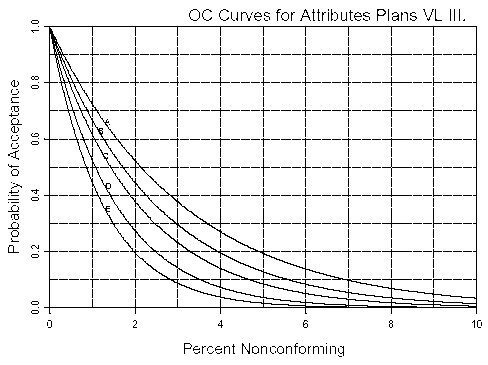 OC Curves for Attributes Plans VL III.
1.0
0.8
0.6
0.4
0.2
0.0
Probability of Acceptance
A
B
C
D
E
0 2 4 6 8 10
Percent Nonconforming